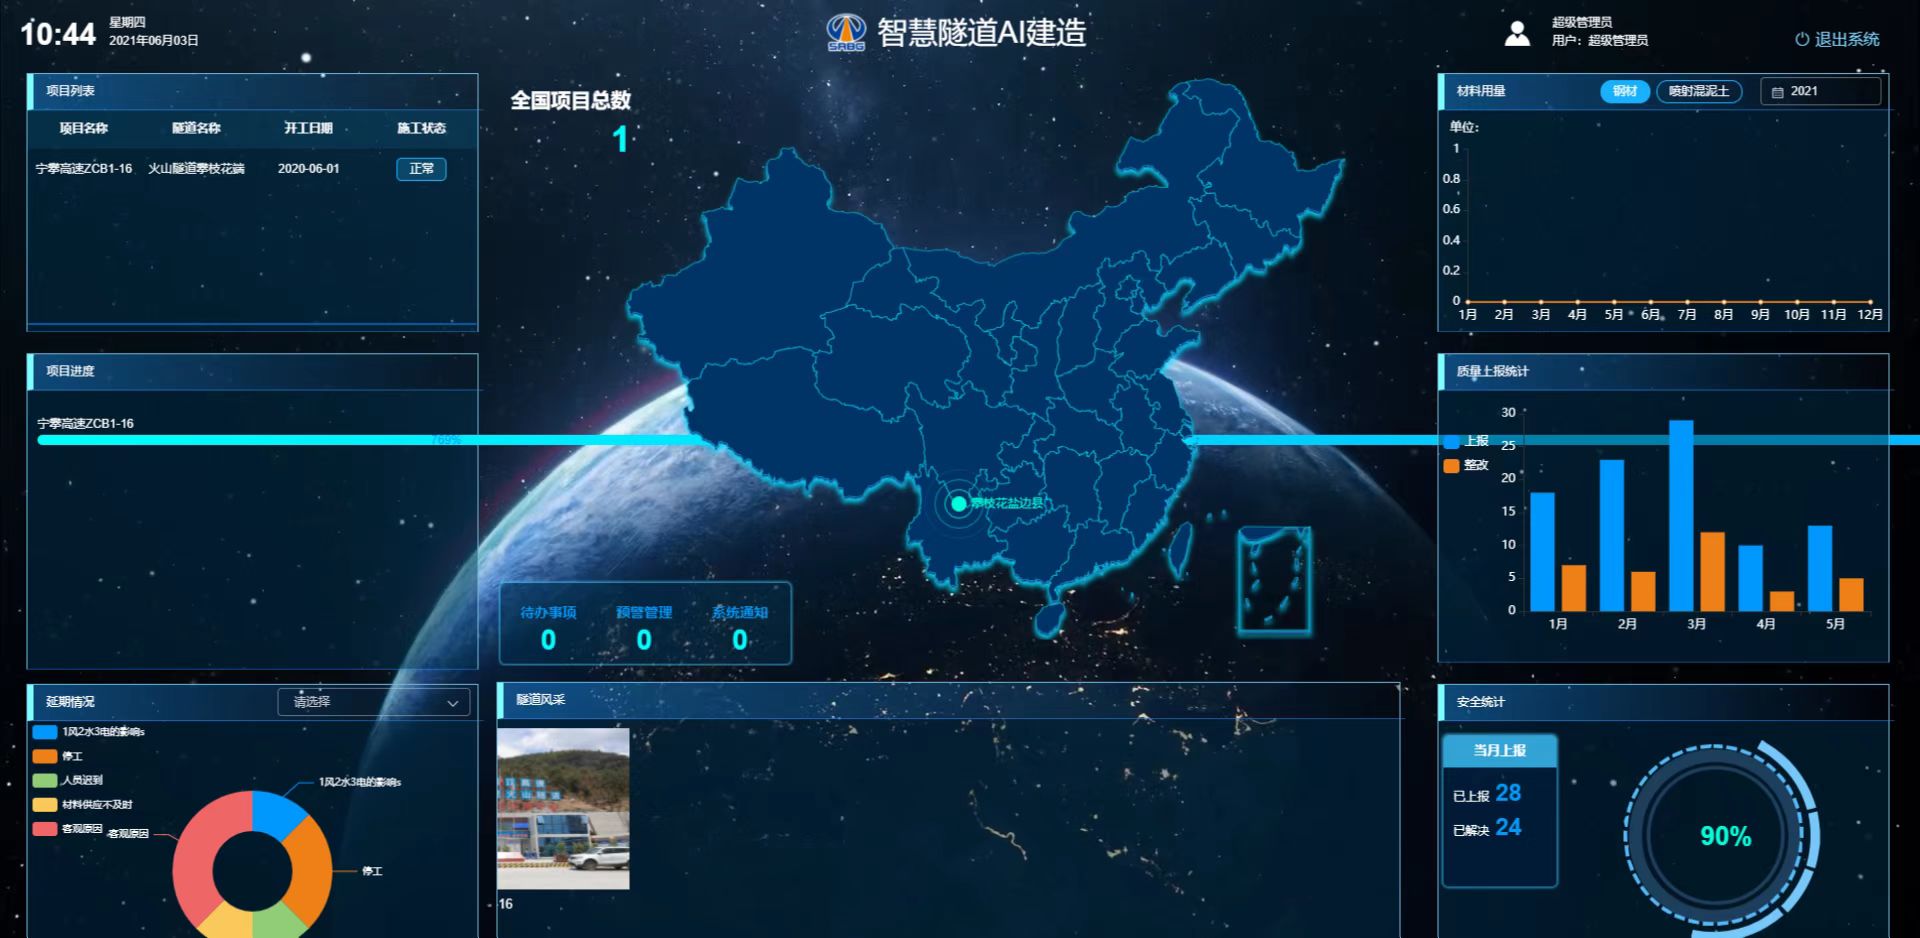 10:44
星期四
2021年06月03日
SRBG
智慧隧道AI建造
超级管理员
用户：超级管理员
退出系统
项目列表
项目名称 隧道名称 开工日期 施工状态
宁攀高速ZCB1-16 火山隧道攀枝花端 2020-06-01 正常
全国项目总数
1
材料用量 钢材 喷射混泥土 2021
单位:
1
0.8
0.6
0.4
0.2
0
1月 2月 3月 4月 5月 6月 7月 8月 9月 10月 11月 12月
项目进度
宁攀高速ZCB1-16
769%
攀枝花盐边县
质量上报统计
上报
整改
30
25
20
15
10
5
0
1月 2月 3月 4月 5月
待办事项 预警管理 系统通知
0 0 0
延期情况 请选择
1风2水3电的影响s
停工
人员迟到
材料供应不及时
客观原因
1风2水3电的影响s
客观原因
停工
隧道风采
火山隧道
16
安全统计
当月上报
已上报 28
已解决 24
90%